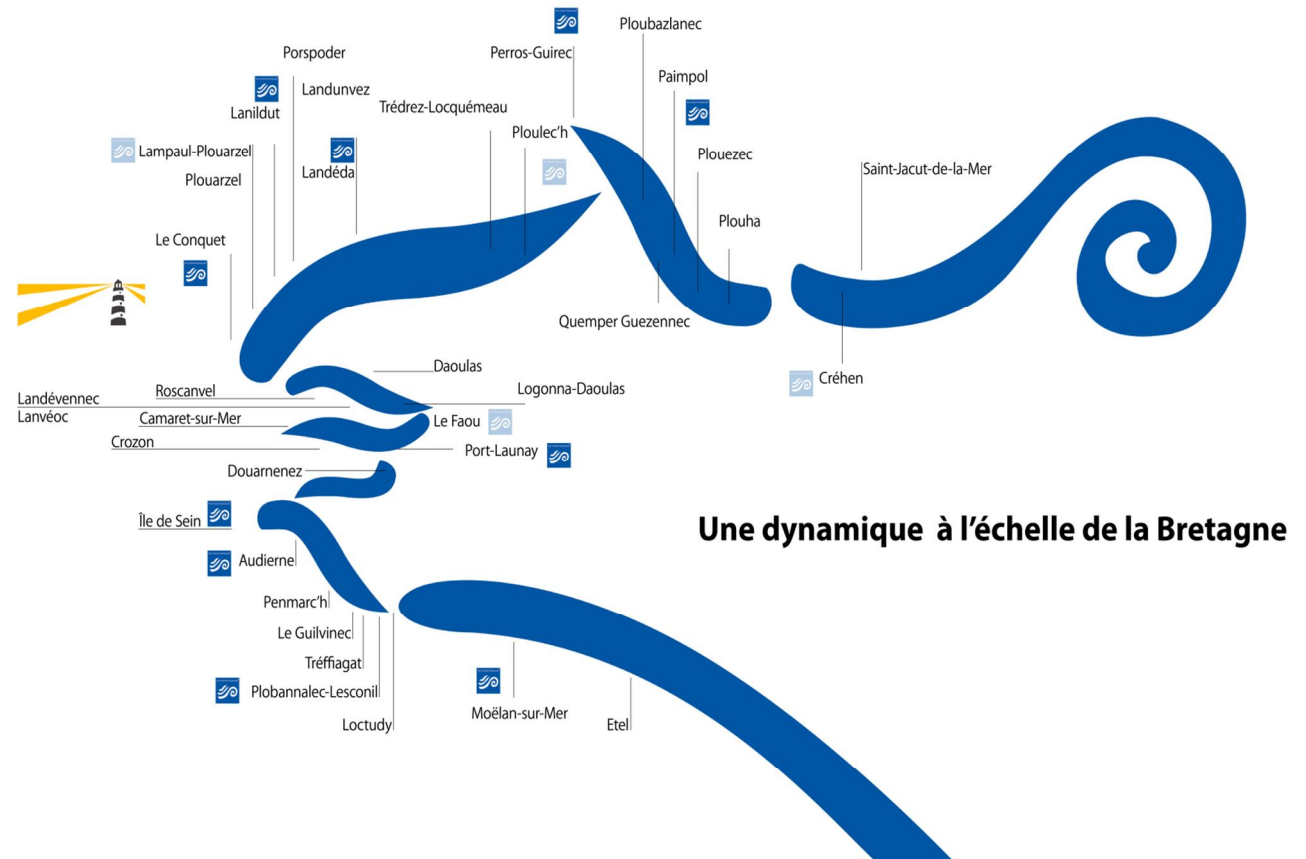 Ploubazlanec
Porspoder
Perros-Guirec
Paimpol
Landunvez
Lanildut
Trédrez-Locquémeau
Ploulec'h
Lampaul-Plouarzel
Plouarzel
Landéda
Plouezec
Saint-Jacut-de-la-Mer
Plouha
Le Conquet
Quemper Guezennec
Créhen
Daoulas
Roscanvel
Logonna-Daoulas
Landévennec
Lanvéoc
Camaret-sur-Mer
Le Faou
Crozon
Port-Launay
Douarnenez
Île de Sein
Une dynamique à l'échelle de la Bretagne
Audierne
Penmarc'h
Le Guilvinec
Tréffiagat
Plobannalec-Lesconil
Moëlan-sur-Mer
Loctudy
Etel